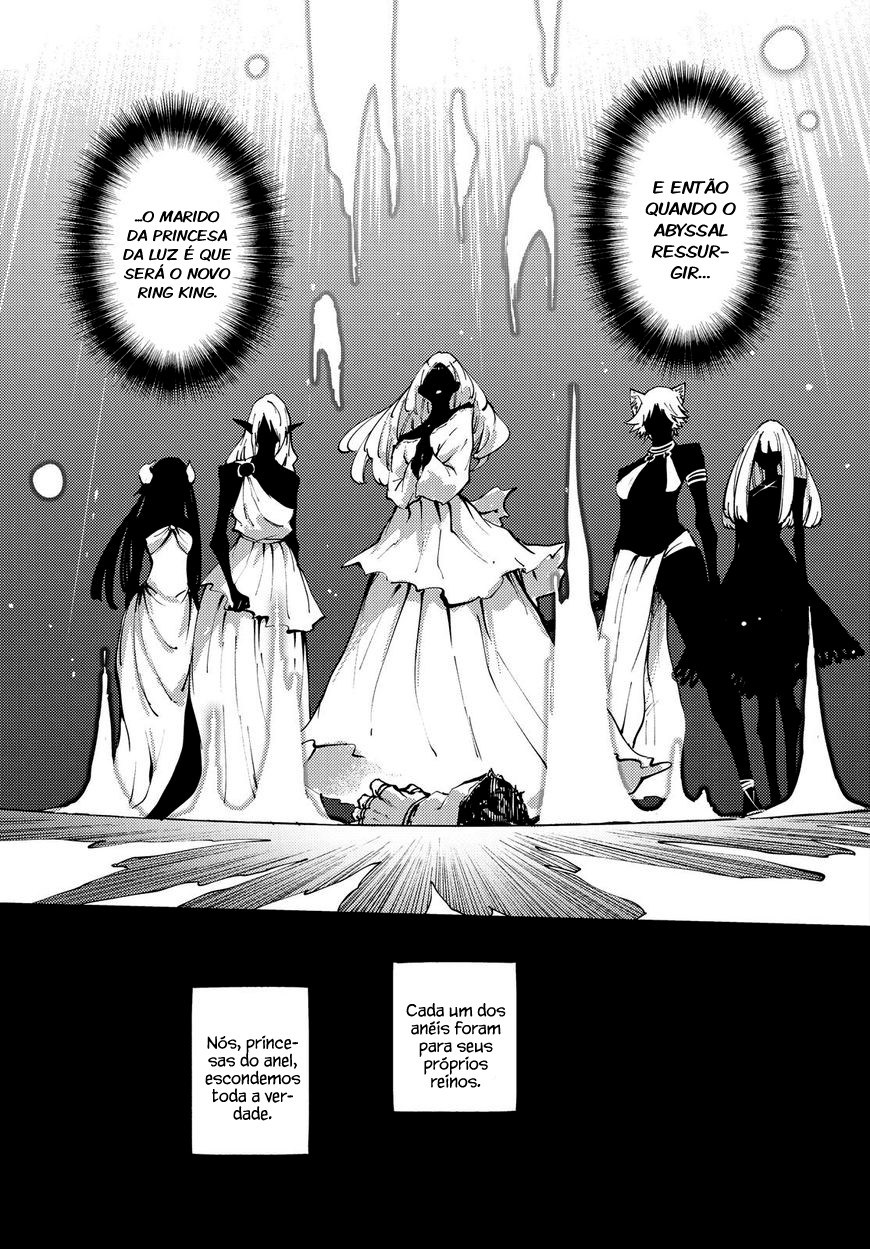 E ENTÃO
QUANDO O
ABYSSAL
RESSUR-
GIR...
...O MARIDO
DA PRINCESA
DA LUZ É QUE
SERÁ O NOVO
RING KING.
Cada um dos
anéis foram
para seus
próprios
reinos.
Nós, prince-
sas do anel,
escondemos
toda a ver-
dade.